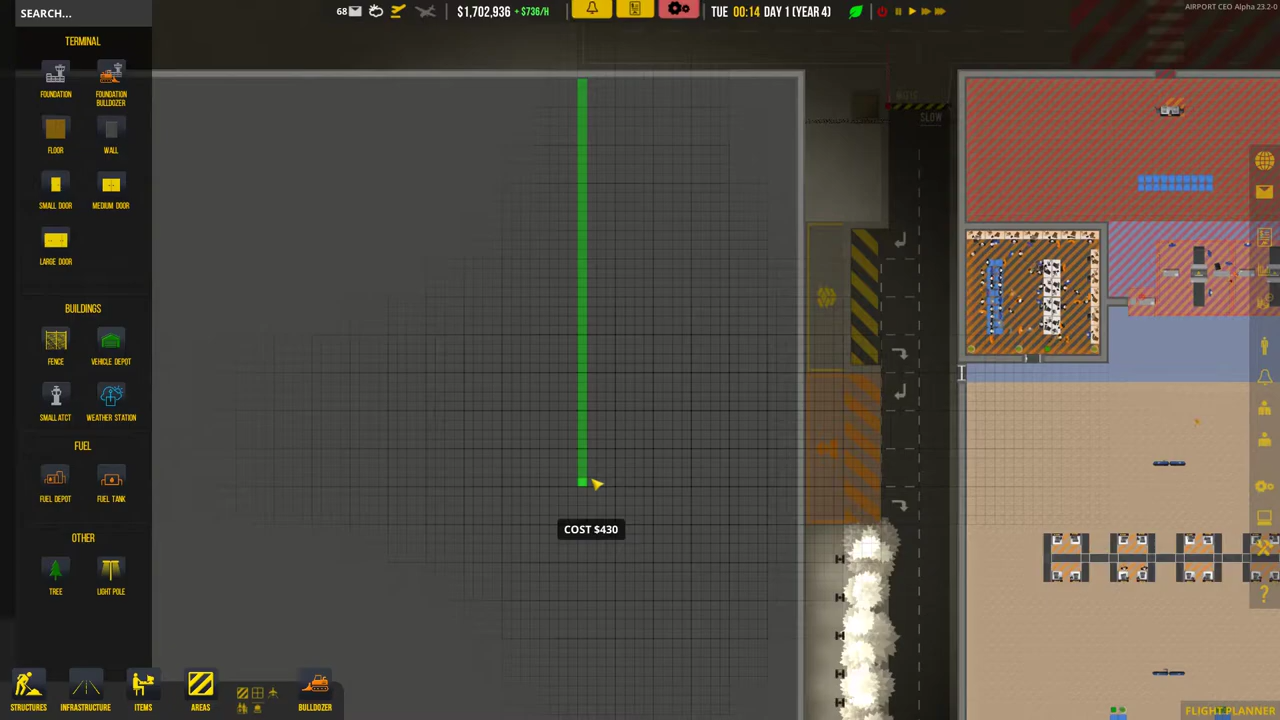 SEARCH...
68
$1,702,936 + $736/H
TUE 00:14 DAY 1 (YEAR 4)
AIRPORT CEO Alpha 23.2-0
TERMINAL
FOUNDATION
FOUNDATION
BULLDOZER
FLOOR
WALL
SMALL DOOR
MEDIUM DOOR
LARGE DOOR
BUILDINGS
FENCE
VEHICLE DEPOT
SMALL ATCT
WEATHER STATION
FUEL
FUEL DEPOT
FUEL TANK
OTHER
TREE
LIGHT POLE
SLOW
COST $430
?
STRUCTURES
INFRASTRUCTURE
ITEMS
AREAS
BULLDOZER
FLIGHT PLANNER